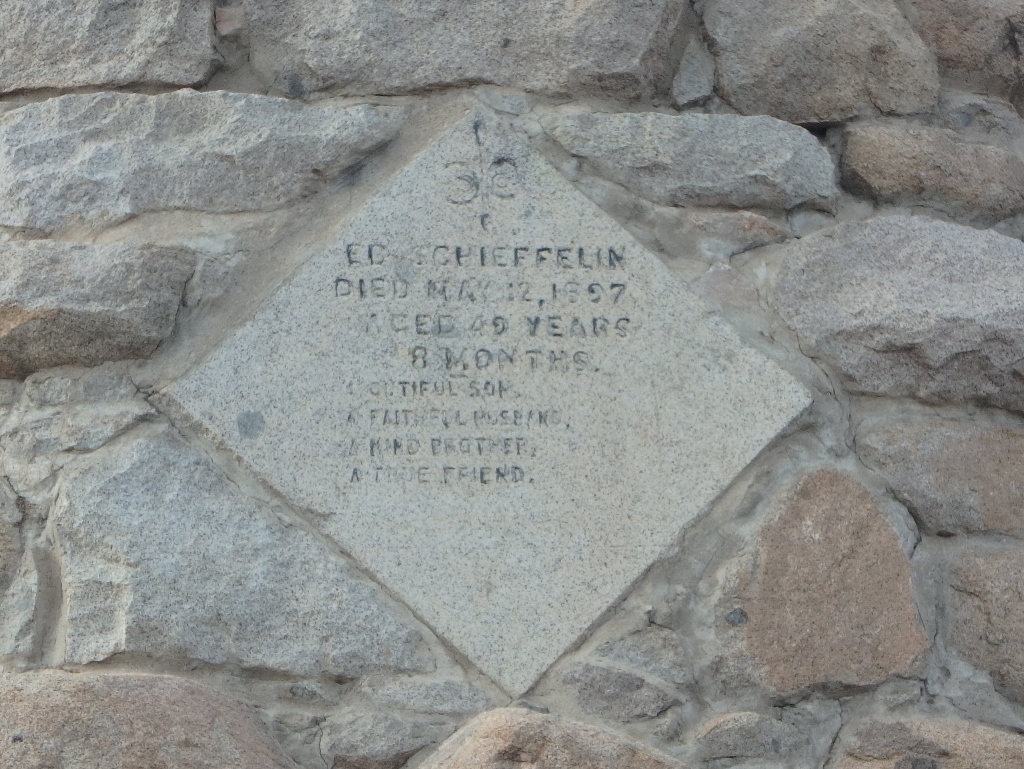 ED SCHIEFFELIN
DIED MAY 12, 1897
AGED 49 YEARS
8 MONTHS.
A DUTIFUL SON,
A FAITHFUL HUSBAND,
A KIND BROTHER,
A TRUE FRIEND.